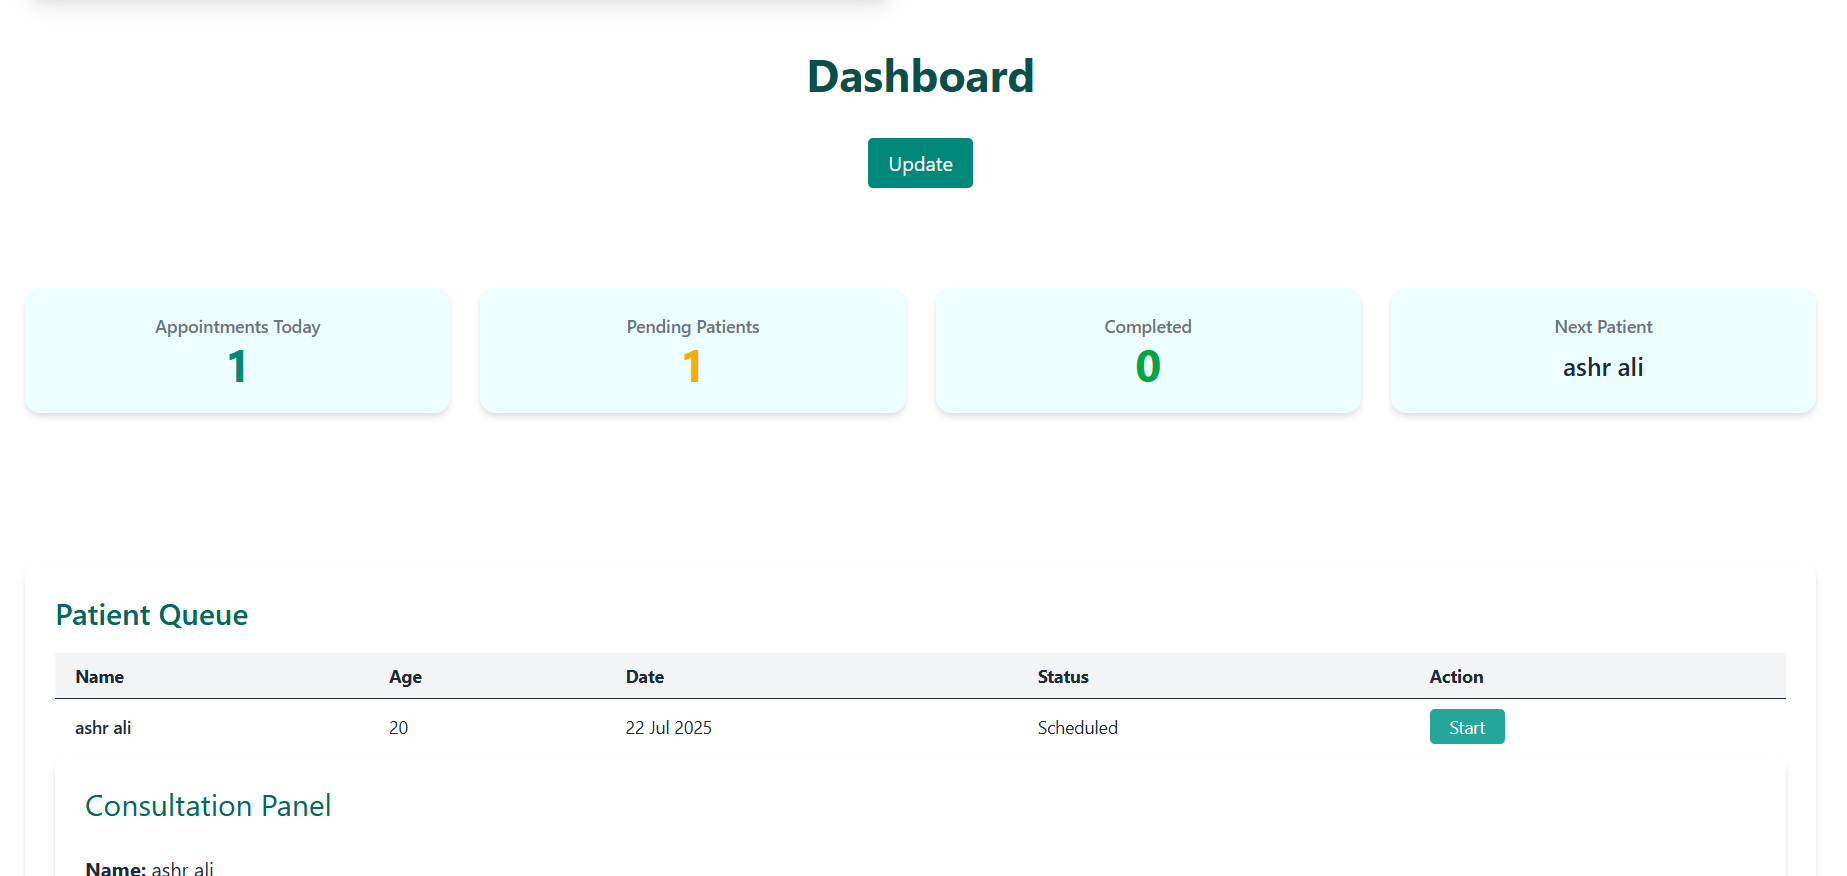 Dashboard
Update
Appointments Today
1
Pending Patients
1
Completed
0
Next Patient
ashr ali
Patient Queue
Name Age Date Status Action
ashr ali 20 22 Jul 2025 Scheduled Start
Consultation Panel
Name: ashr ali